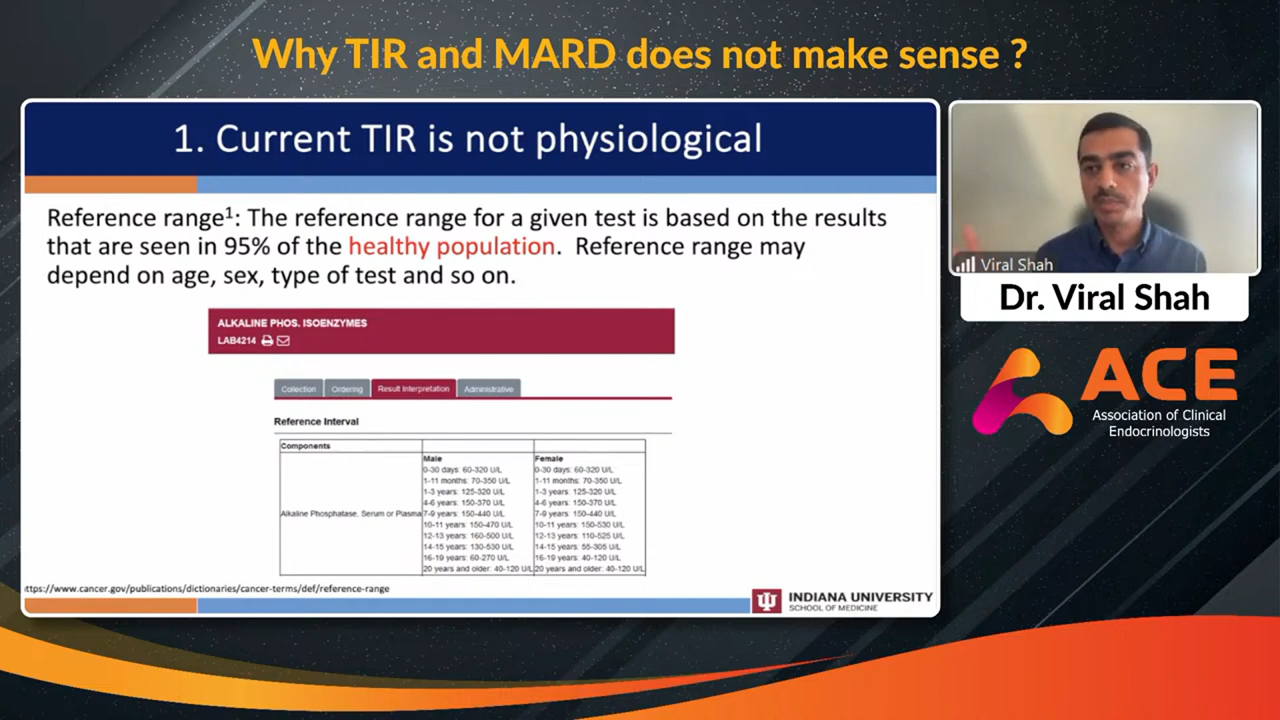 Why TIR and MARD does not make sense ?
1. Current TIR is not physiological
Reference range1: The reference range for a given test is based on the results
that are seen in 95% of the healthy population. Reference range may
depend on age, sex, type of test and so on.
ALKALINE PHOS. ISOENZYMES
LAB4214
Collection Ordering Result Interpretation Administrative
Reference Interval
Components
Male Female
0-30 days: 60-320 U/L 0-30 days: 60-320 U/L
1-11 months: 70-350 U/L 1-11 months: 70-350 U/L
1-3 years: 125-320 U/L 1-3 years: 125-320 U/L
4-6 years: 150-370 U/L 4-6 years: 150-370 U/L
7-9 years: 150-440 U/L 7-9 years: 150-440 U/L
Alkaline Phosphatase, Serum or Plasma
10-11 years: 150-470 U/L 10-11 years: 150-530 U/L
12-13 years: 160-500 U/L 12-13 years: 110-525 U/L
14-15 years: 130-530 U/L 14-15 years: 55-305 U/L
16-19 years: 60-270 U/L 16-19 years: 40-120 U/L
20 years and older: 40-120 U/L 20 years and older: 40-120 U/L
ttps://www.cancer.gov/publications/dictionaries/cancer-terms/def/reference-range
INDIANA UNIVERSITY
SCHOOL OF MEDICINE
Viral Shah
Dr. Viral Shah
ACE
Association of Clinical
Endocrinologists